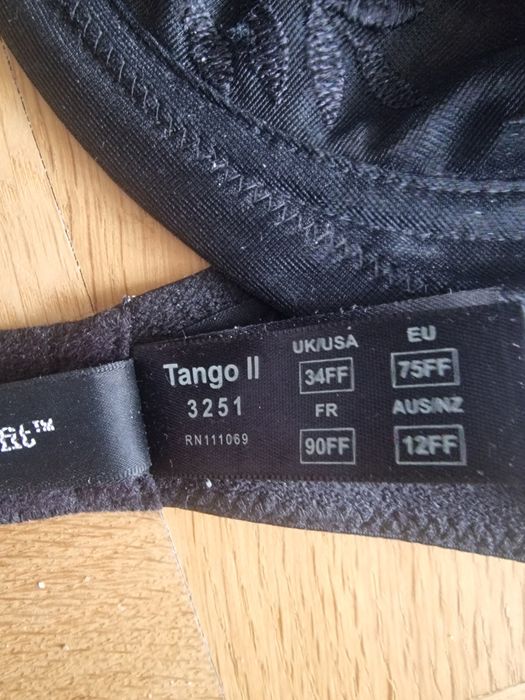 Tango II
3251
RN111069
UK/USA
34FF
EU
75FF
FR
90FF
AUS/NZ
12FF